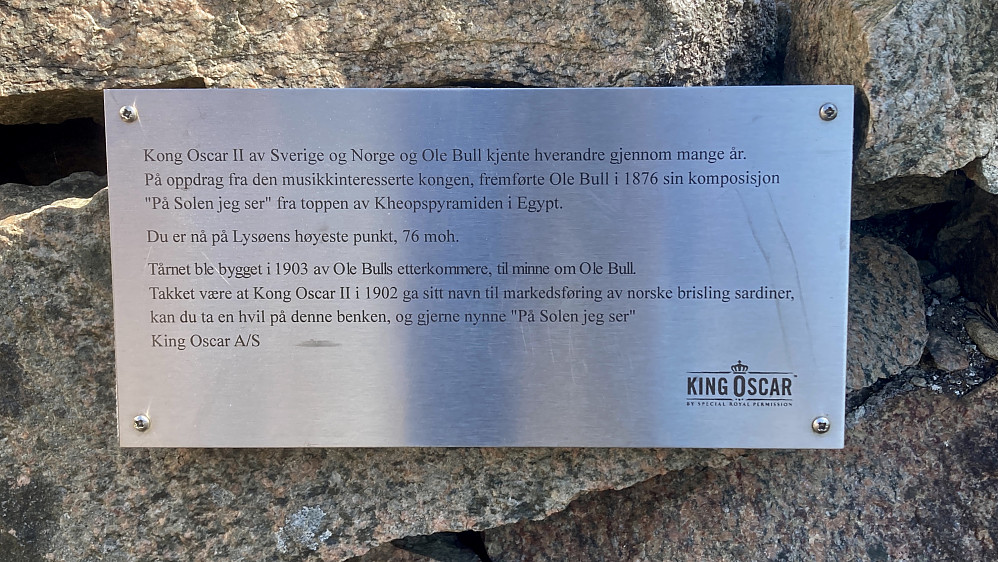 Kong Oscar II av Sverige og Norge og Ole Bull kjente hverandre gjennom mange år.
På oppdrag fra den musikkinteresserte kongen, fremførte Ole Bull i 1876 sin komposisjon
"På Solen jeg ser" fra toppen av Kheopspyramiden i Egypt.
Du er nå på Lysøens høyeste punkt, 76 moh.
Tårnet ble bygget i 1903 av Ole Bulls etterkommere, til minne om Ole Bull.
Takket være at Kong Oscar II i 1902 ga sitt navn til markedsføring av norske brisling sardiner,
kan du ta en hvil på denne benken, og gjerne nynne "På Solen jeg ser"
King Oscar A/S
KING OSCAR™
BY SPECIAL ROYAL PERMISSION